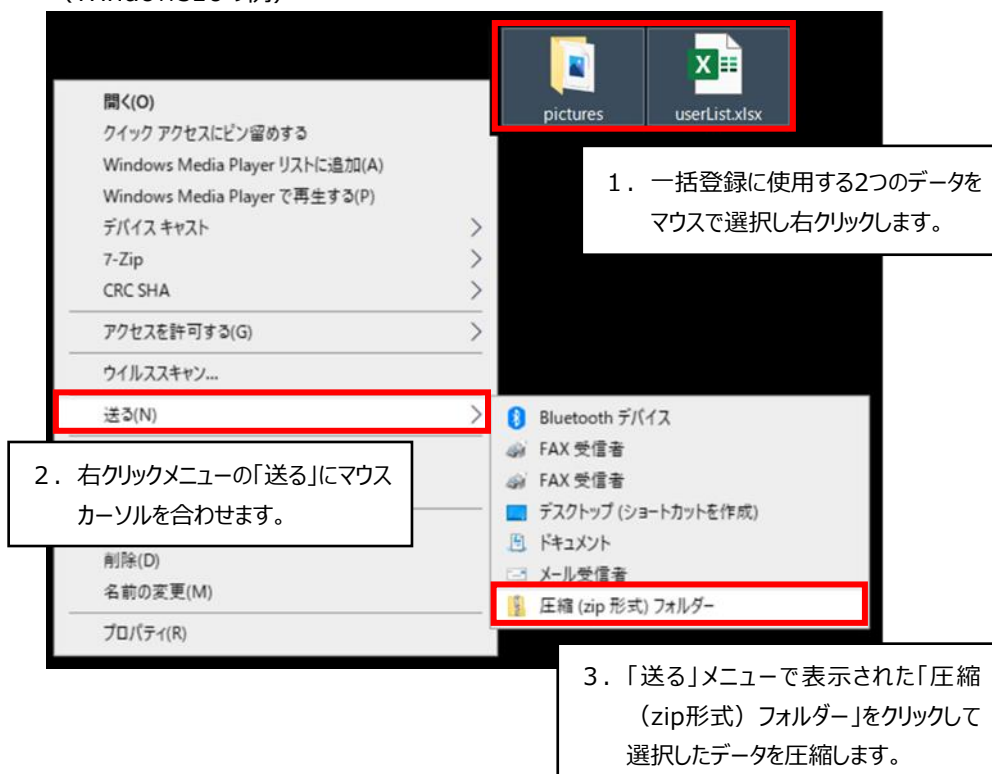 pictures
userList.xlsx
1. 一括登録に使用する2つのデータを
マウスで選択し右クリックします。
開く(O)
クイック アクセスにピン留めする
Windows Media Player リストに追加(A)
Windows Media Player で再生する(P)
デバイス キャスト
7-Zip
CRC SHA
アクセスを許可する(G)
ウイルススキャン...
送る(N)
2. 右クリックメニューの「送る」にマウス
カーソルを合わせます。
削除(D)
名前の変更(M)
プロパティ(R)
Bluetooth デバイス
FAX 受信者
FAX 受信者
デスクトップ (ショートカットを作成)
ドキュメント
メール受信者
圧縮 (zip 形式) フォルダー
3. 「送る」メニューで表示された「圧縮
(zip形式) フォルダー」をクリックして
選択したデータを圧縮します。